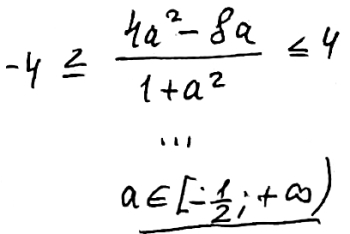 -4 ≥ (4a² - 8a)/(1 + a²) ≤ 4
...
a ∈ [-1/2; +∞)